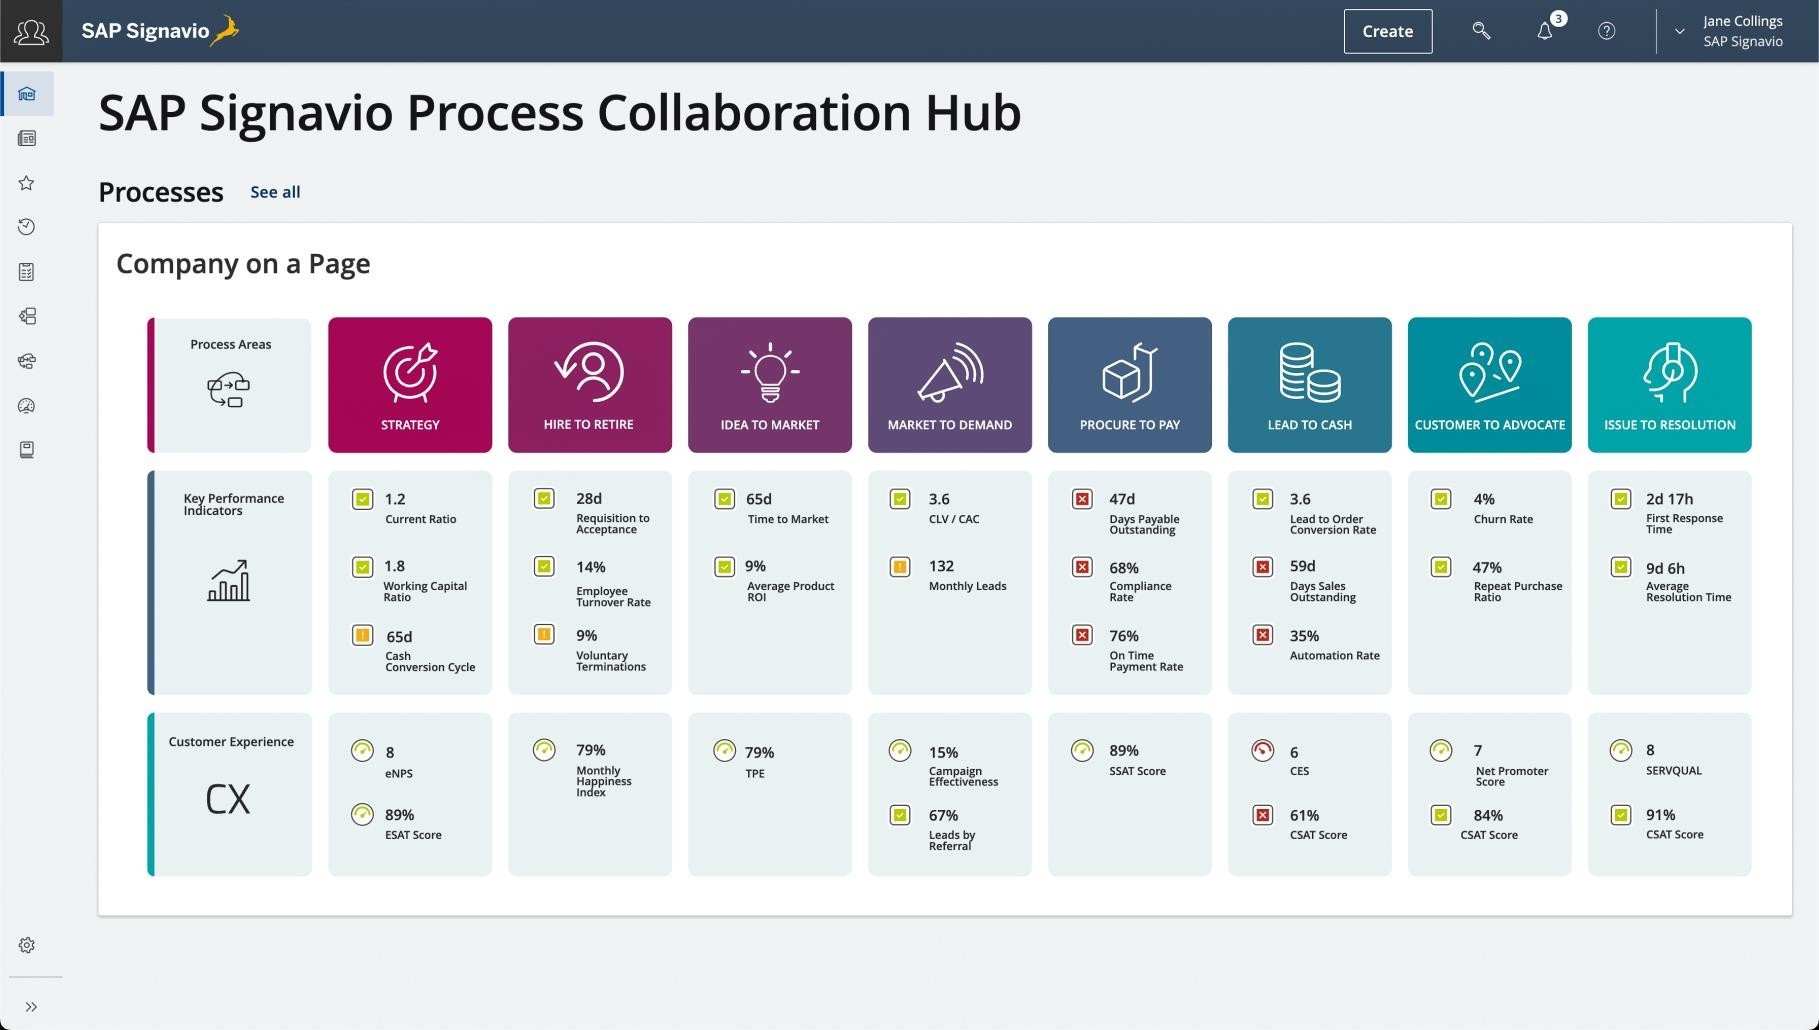 SAP Signavio
Create
3
Jane Collings
SAP Signavio
SAP Signavio Process Collaboration Hub
Processes
See all
Company on a Page
Process Areas
STRATEGY
HIRE TO RETIRE
IDEA TO MARKET
MARKET TO DEMAND
PROCURE TO PAY
LEAD TO CASH
CUSTOMER TO ADVOCATE
ISSUE TO RESOLUTION
Key Performance
Indicators
1.2
Current Ratio
1.8
Working Capital
Ratio
65d
Cash
Conversion Cycle
28d
Requisition to
Acceptance
14%
Employee
Turnover Rate
9%
Voluntary
Terminations
65d
Time to Market
9%
Average Product
ROI
3.6
CLV / CAC
132
Monthly Leads
47d
Days Payable
Outstanding
68%
Compliance
Rate
76%
On Time
Payment Rate
3.6
Lead to Order
Conversion Rate
59d
Days Sales
Outstanding
35%
Automation Rate
4%
Churn Rate
47%
Repeat Purchase
Ratio
2d 17h
First Response
Time
9d 6h
Average
Resolution Time
Customer Experience
CX
8
eNPS
89%
ESAT Score
79%
Monthly
Happiness
Index
79%
TPE
15%
Campaign
Effectiveness
67%
Leads by
Referral
89%
SSAT Score
6
CES
61%
CSAT Score
7
Net Promoter
Score
84%
CSAT Score
8
SERVQUAL
91%
CSAT Score